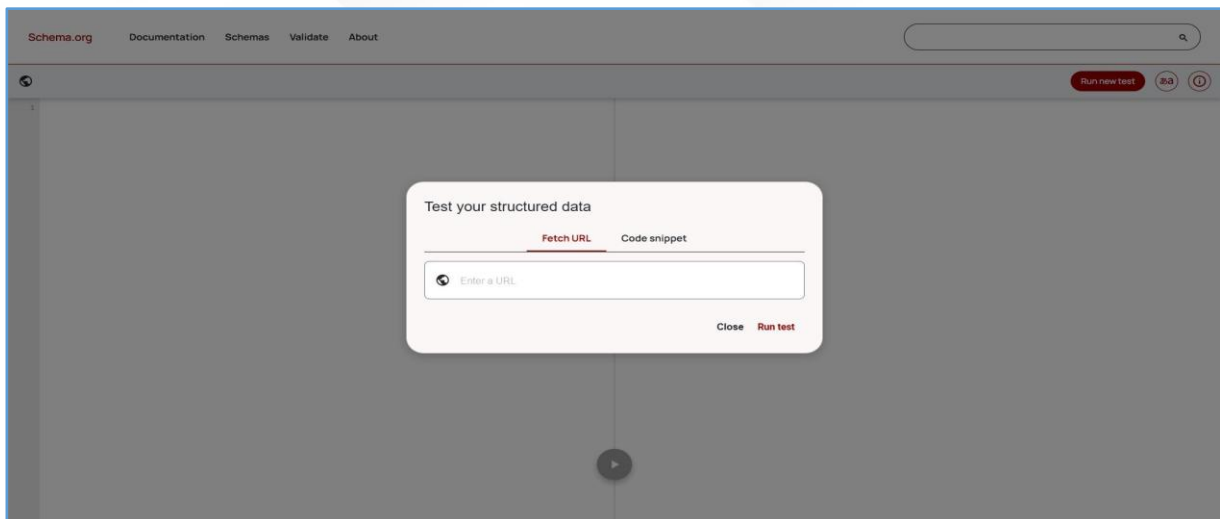 Schema.org Documentation Schemas Validate About
Run new test
1
Test your structured data
Fetch URL Code snippet
Enter a URL
Close Run test